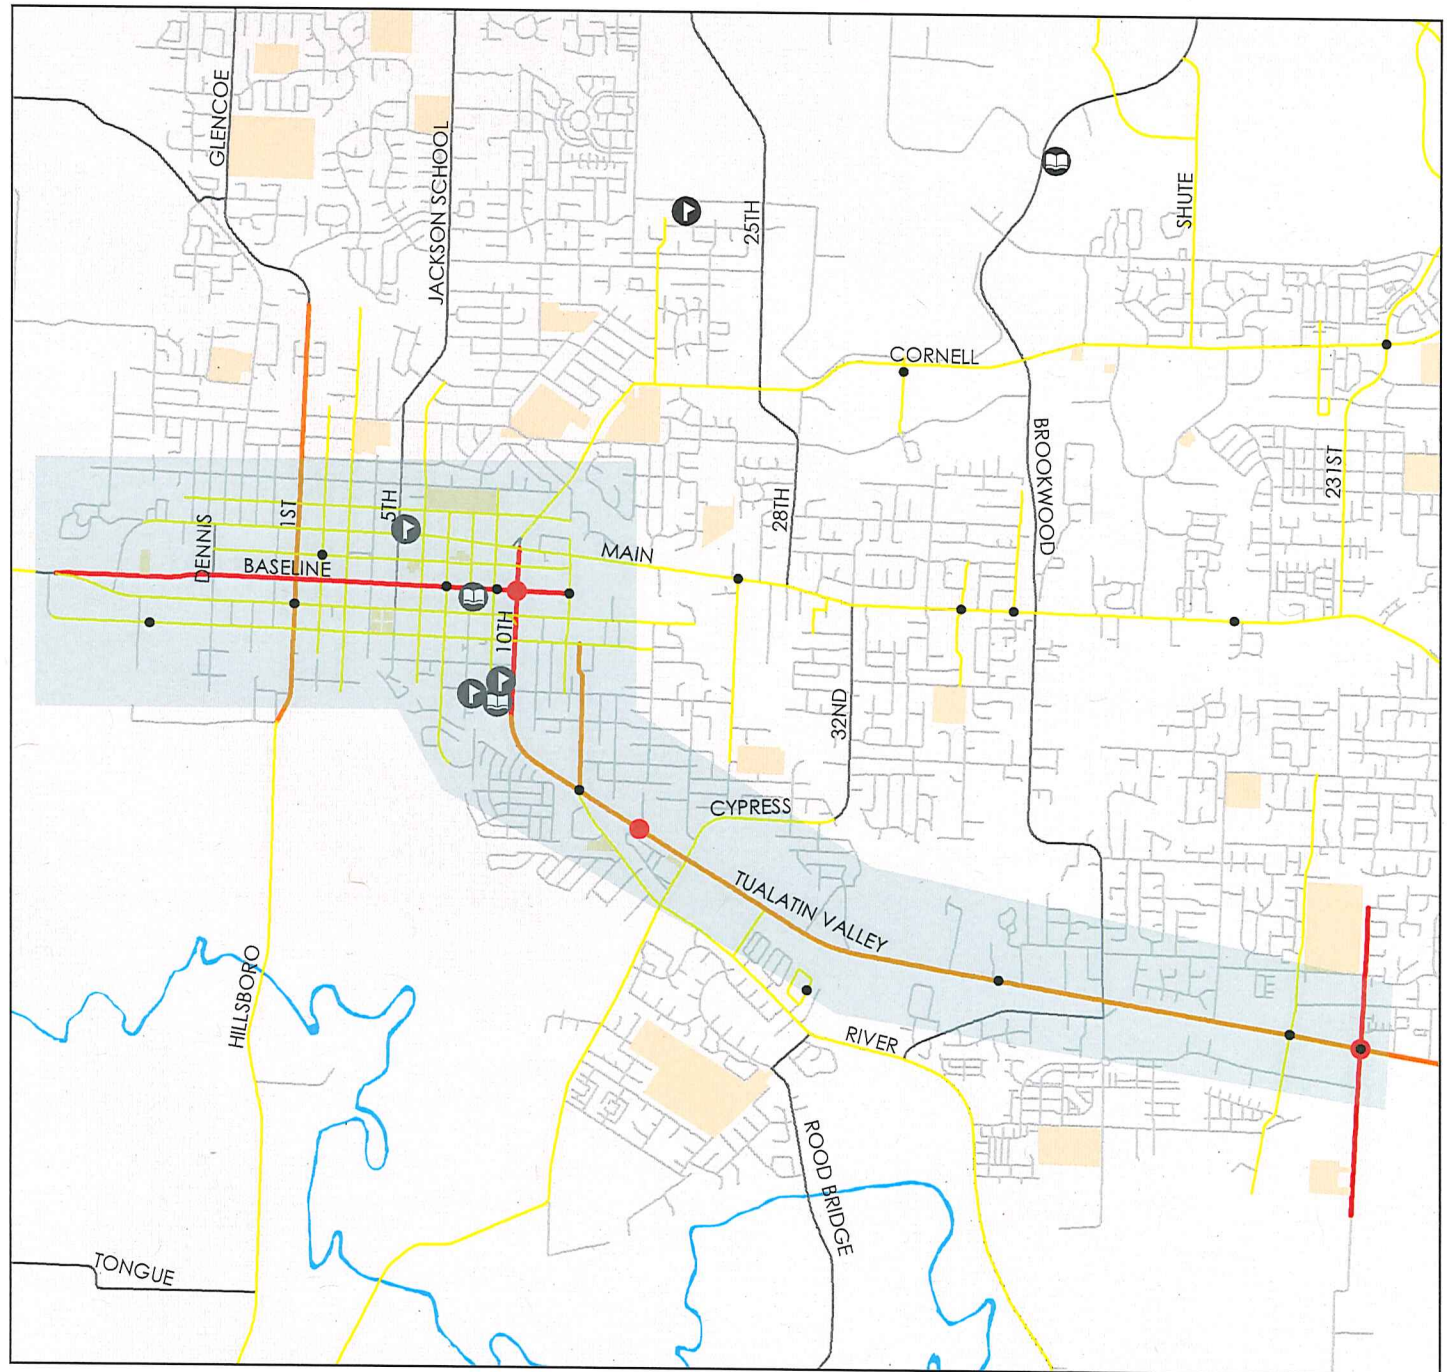 GLENCOE
JACKSON SCHOOL
25TH
SHUTE
CORNELL
BROOKWOOD
231ST
1ST
5TH
28TH
DENNIS
MAIN
BASELINE
10TH
32ND
CYPRESS
TUALATIN VALLEY
HILLSBORO
RIVER
ROOD BRIDGE
TONGUE